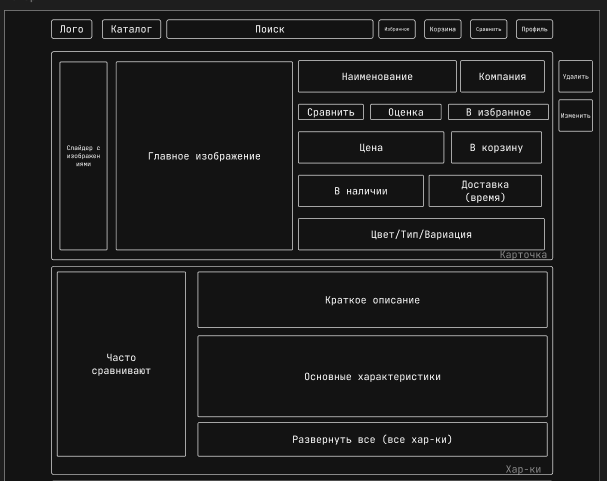 Лого
Каталог
Поиск
Избранное
Корзина
Сравнить
Профиль
Слайдер с
изображен
иями
Главное изображение
Наименование
Компания
Сравнить
Оценка
В избранное
Цена
В корзину
В наличии
Доставка
(время)
Цвет/Тип/Вариация
Карточка
Удалить
Изменить
Часто
сравнивают
Краткое описание
Основные характеристики
Развернуть все (все хар-ки)
Хар-ки